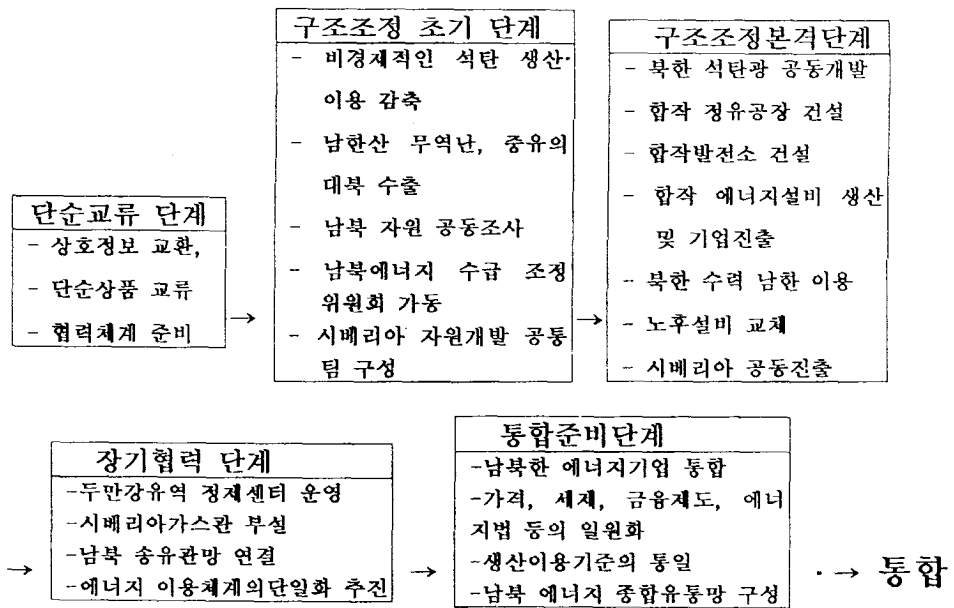 단순교류 단계
- 상호정보 교환,
- 단순상품 교류
- 협력체계 준비
→
구조조정 초기 단계
- 비경제적인 석탄 생산·
이용 감축
- 남한산 무역난, 중유의
대북 수출
- 남북 자원 공동조사
- 남북에너지 수급 조정
위원회 가동
- 시베리아 자원개발 공통
팀 구성
→
구조조정본격단계
- 북한 석탄광 공동개발
- 합작 정유공장 건설
- 합작발전소 건설
- 합작 에너지설비 생산
및 기업진출
- 북한 수력 남한 이용
- 노후설비 교체
- 시베리아 공동진출
→
장기협력 단계
-두만강유역 정제센터 운영
-시베리아가스관 부설
-남북 송유관망 연결
-에너지 이용체계의단일화 추진
→
통합준비단계
-남북한 에너지기업 통합
-가격, 세제, 금융제도, 에너
지법 등의 일원화
-생산이용기준의 통일
-남북 에너지 종합유통망 구성
·→ 통합